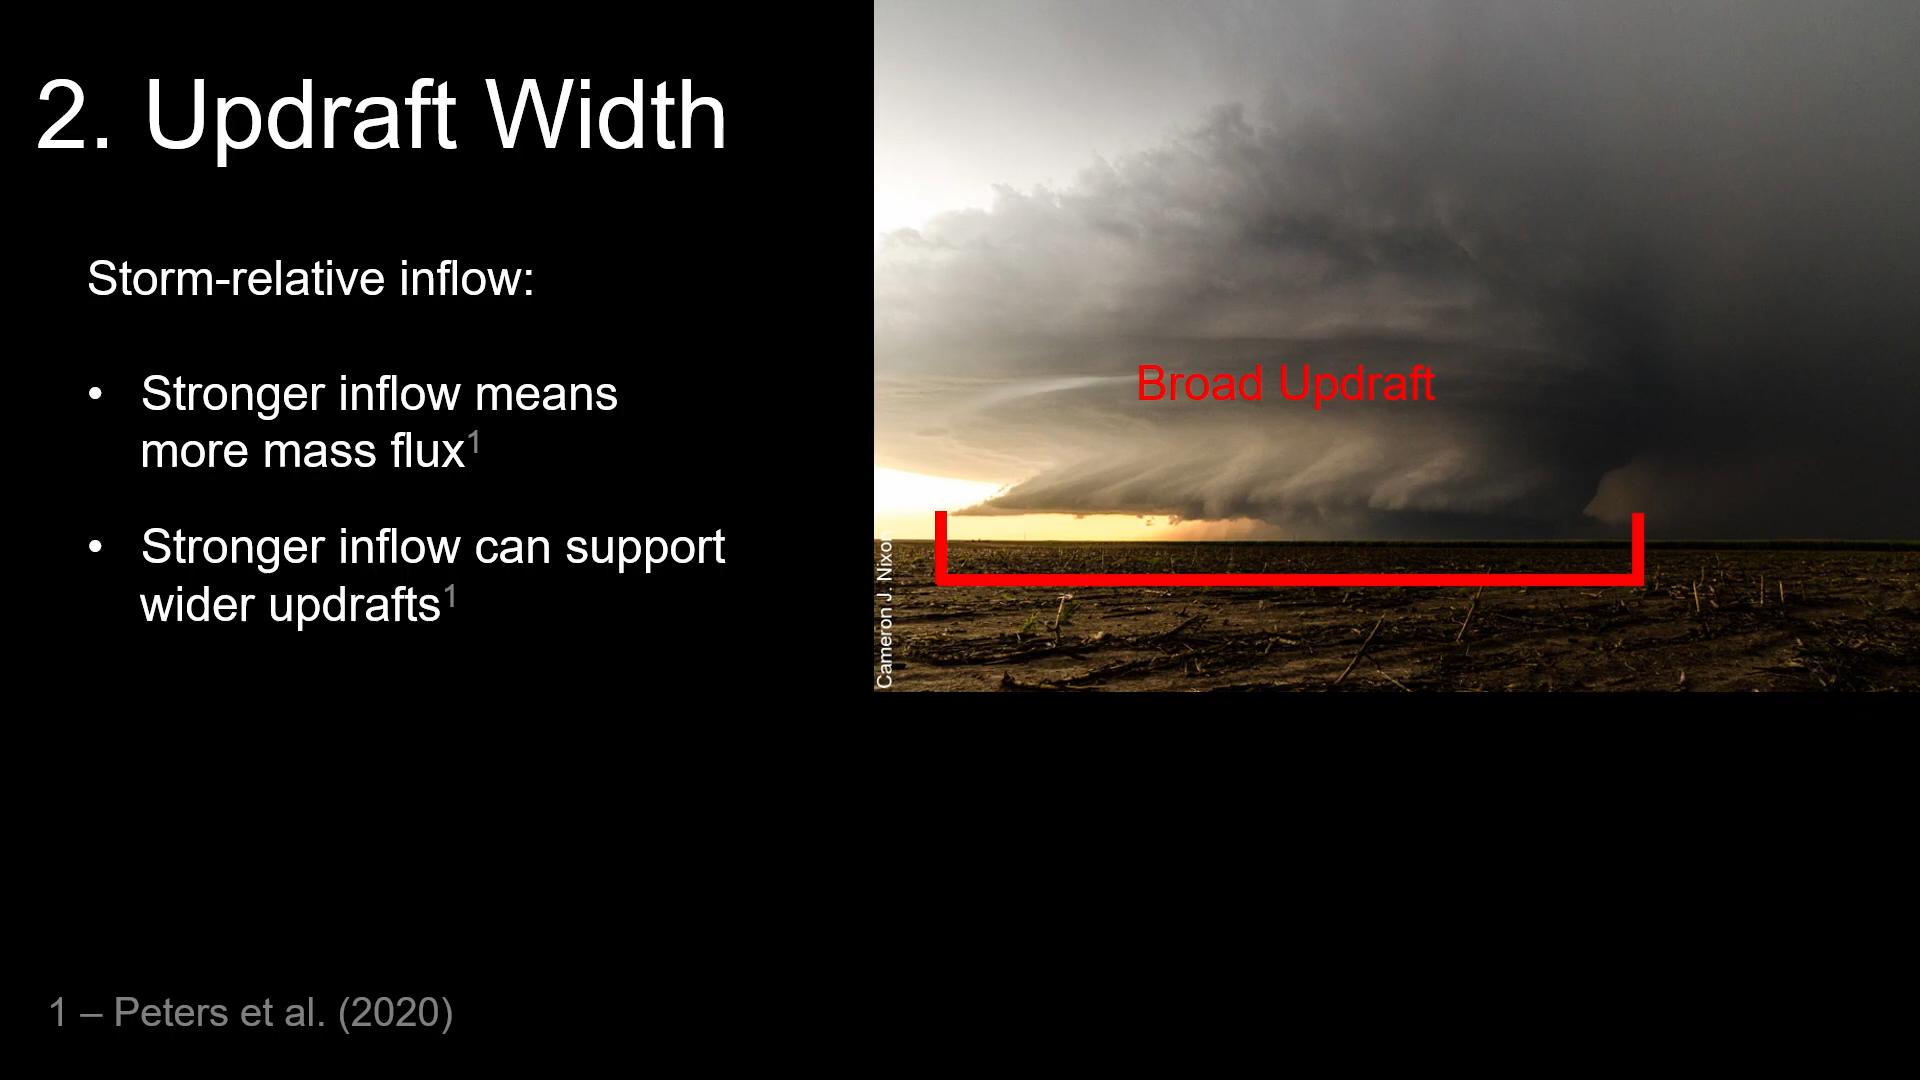 2. Updraft Width
Storm-relative inflow:
• Stronger inflow means
more mass flux¹
• Stronger inflow can support
wider updrafts¹
Broad Updraft
Cameron J. Nixon
1 – Peters et al. (2020)